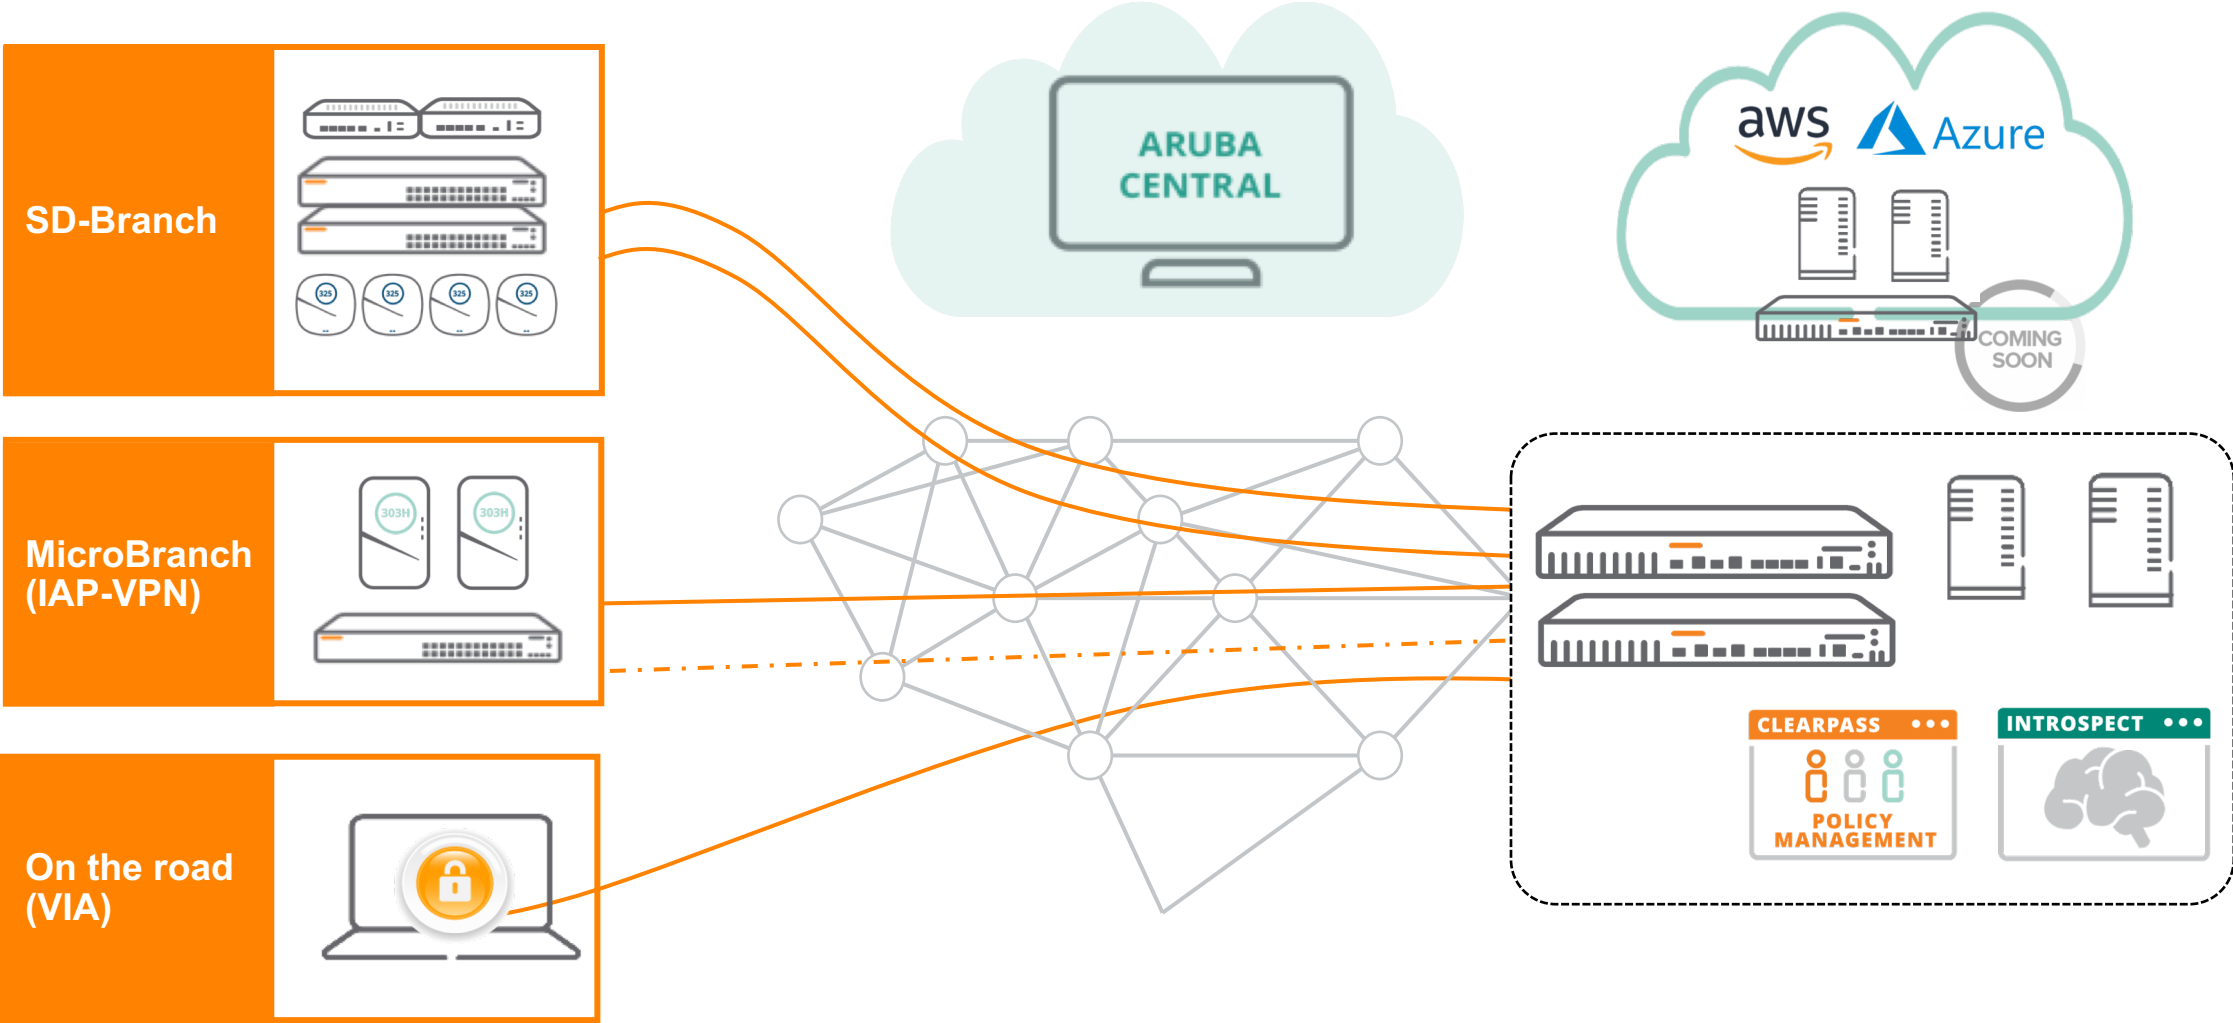 SD-Branch
325
325
325
325
MicroBranch
(IAP-VPN)
303H
303H
On the road
(VIA)
ARUBA
CENTRAL
aws
Azure
COMING
SOON
CLEARPASS
POLICY
MANAGEMENT
INTROSPECT